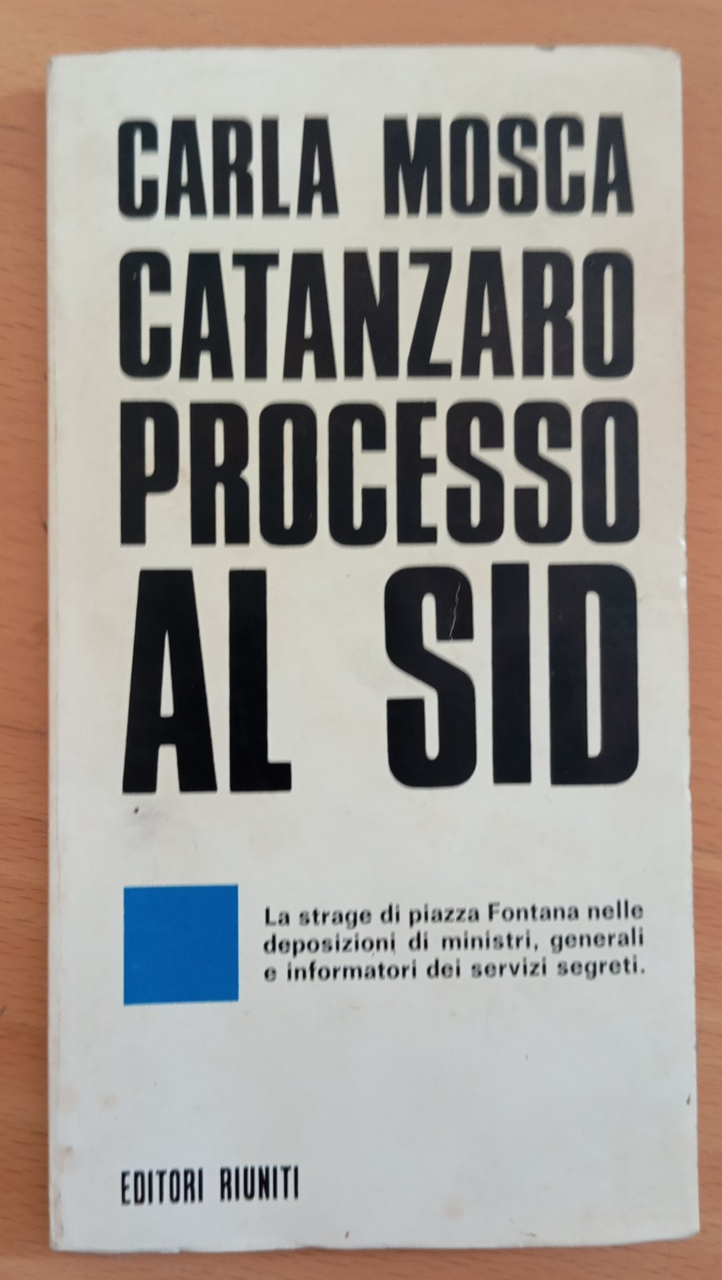 CARLA MOSCA
CATANZARO
PROCESSO
AL SID
La strage di piazza Fontana nelle
deposizioni di ministri, generali
e informatori dei servizi segreti.
EDITORI RIUNITI